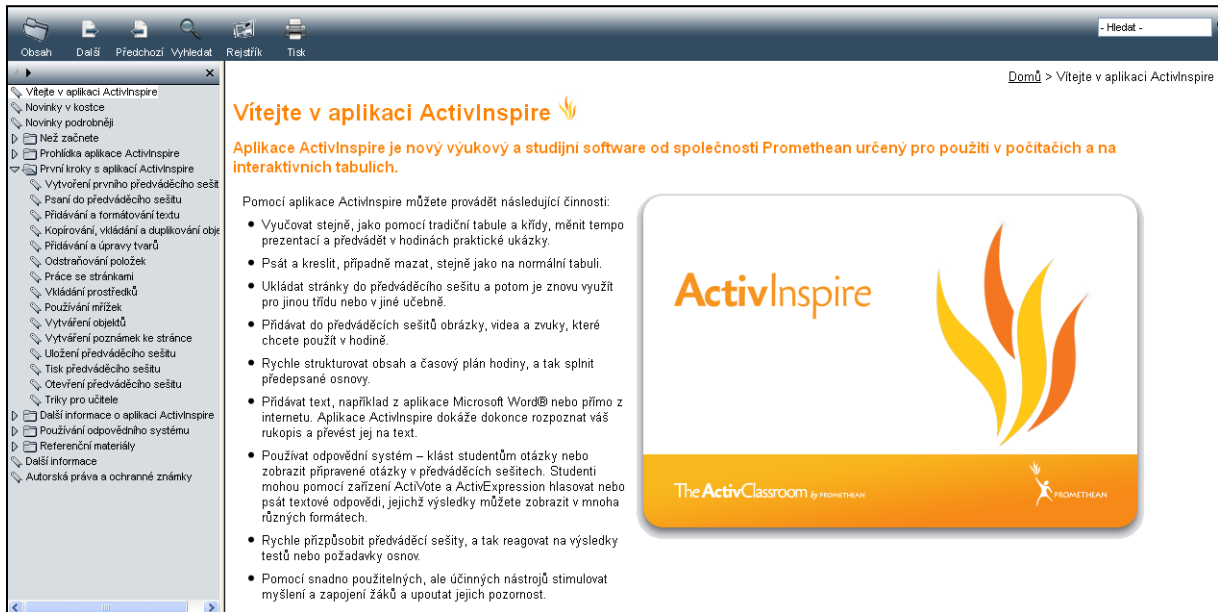 Obsah Další Předchozí Vyhledat Rejstřík Tisk
- Hledat -
Vítejte v aplikaci ActivInspire
Novinky v kostce
Novinky podrobněji
Než začnete
Prohlídka aplikace ActivInspire
První kroky s aplikací ActivInspire
Vytvoření prvního předváděcího sešit
Psaní do předváděcího sešitu
Přidávání a formátování textu
Kopírování, vkládání a duplikování obje
Přidávání a úpravy tvarů
Odstraňování položek
Práce se stránkami
Vkládání prostředků
Používání mřížek
Vytváření objektů
Vytváření poznámek ke stránce
Uložení předváděcího sešitu
Tisk předváděcího sešitu
Otevření předváděcího sešitu
Triky pro učitele
Další informace o aplikaci ActivInspire
Používání odpovědního systému
Referenční materiály
Další informace
Autorská práva a ochranné známky
Domů > Vítejte v aplikaci ActivInspire
Vítejte v aplikaci ActivInspire
Aplikace ActivInspire je nový výukový a studijní software od společnosti Promethean určený pro použití v počítačích a na
interaktivních tabulích.
Pomocí aplikace ActivInspire můžete provádět následující činnosti:
● Vyučovat stejně, jako pomocí tradiční tabule a křídy, měnit tempo
prezentací a předvádět v hodinách praktické ukázky.
● Psát a kreslit, případně mazat, stejně jako na normální tabuli.
● Ukládat stránky do předváděcího sešitu a potom je znovu využít
pro jinou třídu nebo v jiné učebně.
● Přidávat do předváděcích sešitů obrázky, videa a zvuky, které
chcete použít v hodině.
● Rychle strukturovat obsah a časový plán hodiny, a tak splnit
předepsané osnovy.
● Přidávat text, například z aplikace Microsoft Word® nebo přímo z
internetu. Aplikace ActivInspire dokáže dokonce rozpoznat váš
rukopis a převést jej na text.
● Používat odpovědní systém – klást studentům otázky nebo
zobrazit připravené otázky v předváděcích sešitech. Studenti
mohou pomocí zařízení ActiVote a ActivExpression hlasovat nebo
psát textové odpovědi, jejichž výsledky můžete zobrazit v mnoha
různých formátech.
● Rychle přizpůsobit předváděcí sešity, a tak reagovat na výsledky
testů nebo požadavky osnov.
● Pomocí snadno použitelných, ale účinných nástrojů stimulovat
myšlení a zapojení žáků a upoutat jejich pozornost.
ActivInspire
The ActivClassroom by PROMETHEAN
PROMETHEAN